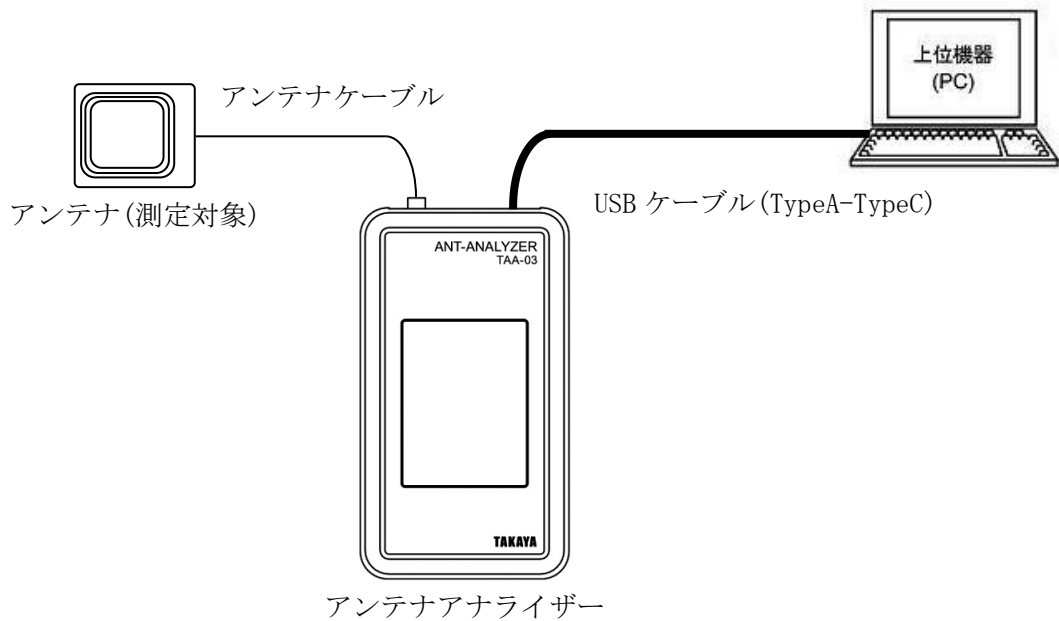 上位機器
(PC)
アンテナケーブル
アンテナ(測定対象)
USB ケーブル(TypeA-TypeC)
ANT-ANALYZER
TAA-03
TAKAYA
アンテナアナライザー